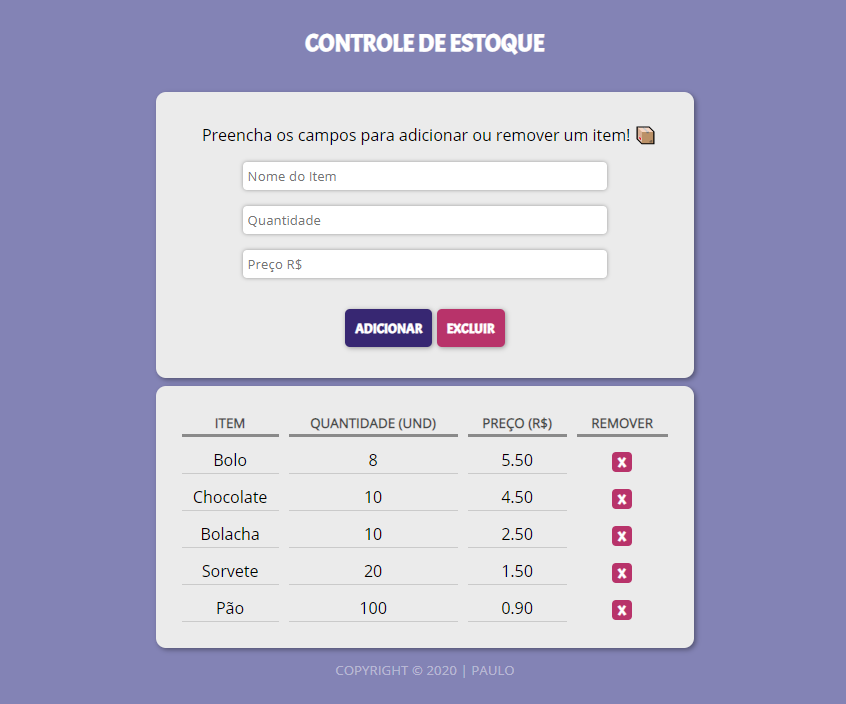 CONTROLE DE ESTOQUE
Preencha os campos para adicionar ou remover um item!
Nome do Item
Quantidade
Preço R$
ADICIONAR EXCLUIR
ITEM QUANTIDADE (UND) PREÇO (R$) REMOVER
Bolo 8 5.50 X
Chocolate 10 4.50 X
Bolacha 10 2.50 X
Sorvete 20 1.50 X
Pão 100 0.90 X
COPYRIGHT © 2020 | PAULO